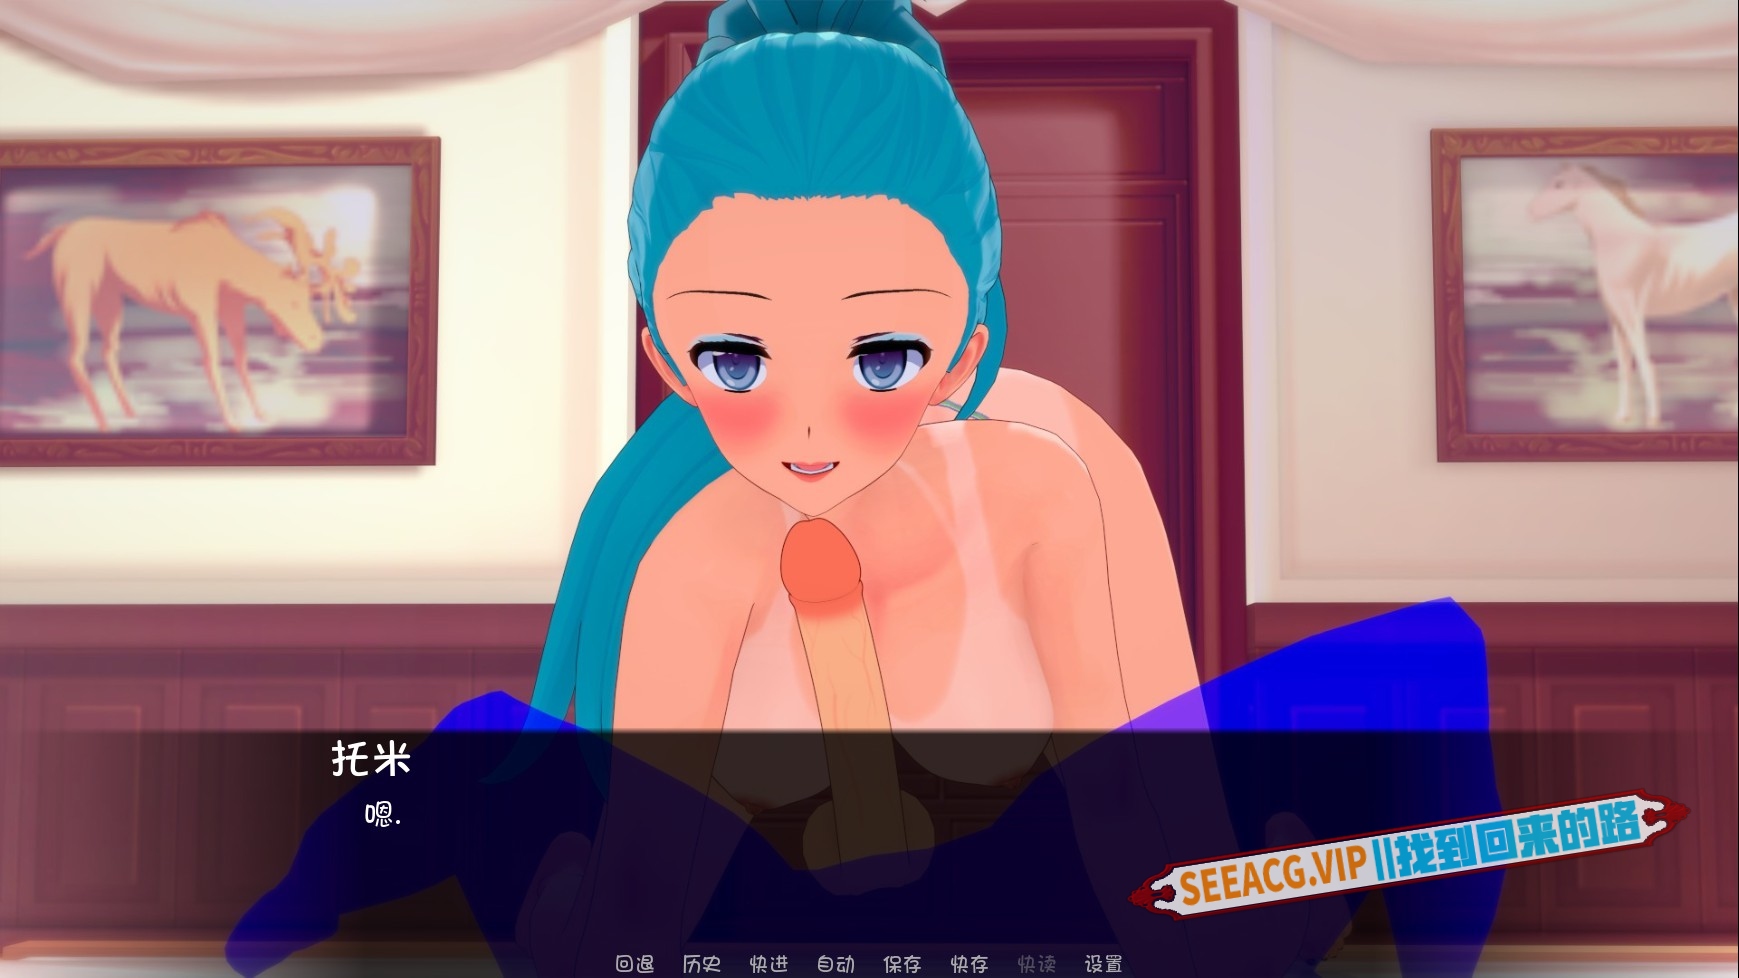 托米
嗯.
SEEACG.VIP||找到回来的路
回退 历史 快进 自动 保存 快存 快读 设置